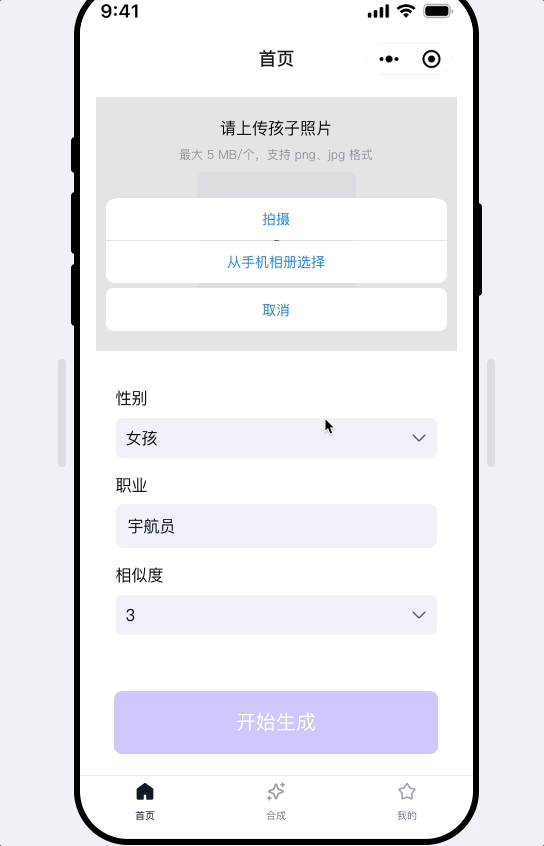 9:41
首页
请上传孩子照片
最大 5 MB/个，支持 png、jpg 格式
拍摄
从手机相册选择
取消
性别
女孩
职业
宇航员
相似度
3
开始生成
首页
合成
我的